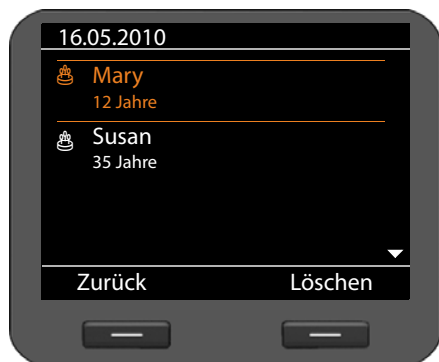 16.05.2010
Mary
12 Jahre
Susan
35 Jahre
Zurück Löschen